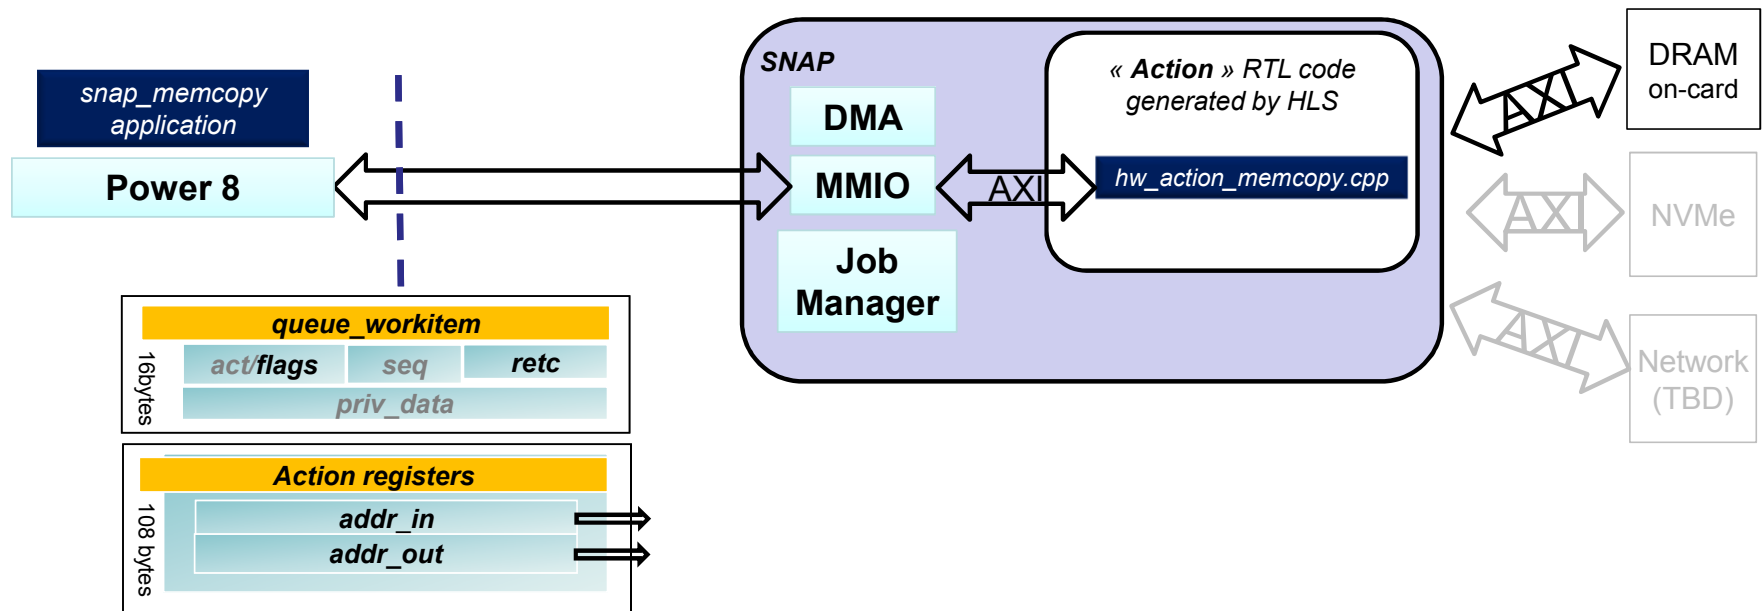 snap_memcopy
application
Power 8
SNAP
DMA
MMIO
Job
Manager
AXI
« Action » RTL code
generated by HLS
hw_action_memcopy.cpp
AXI
DRAM
on-card
AXI
NVMe
AXI
Network
(TBD)
queue_workitem
16bytes
act/flags
seq
retc
priv_data
Action registers
108 bytes
addr_in
addr_out